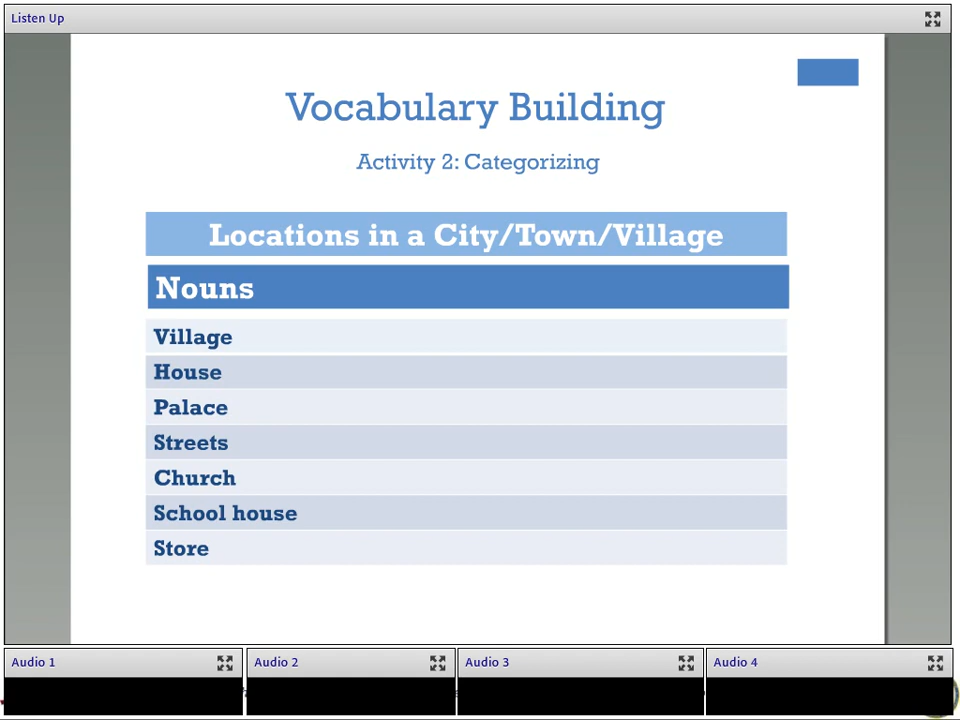 Listen Up
Vocabulary Building
Activity 2: Categorizing
Locations in a City/Town/Village
Nouns
Village
House
Palace
Streets
Church
School house
Store
Audio 1
Audio 2
Audio 3
Audio 4